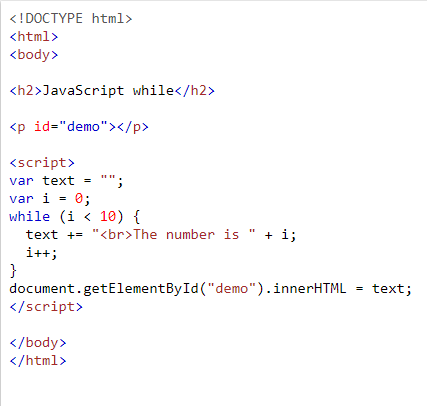 <!DOCTYPE html>
<html>
<body>

<h2>JavaScript while</h2>

<p id="demo"></p>

<script>
var text = "";
var i = 0;
while (i < 10) {
  text += "<br>The number is " + i;
  i++;
}
document.getElementById("demo").innerHTML = text;
</script>

</body>
</html>